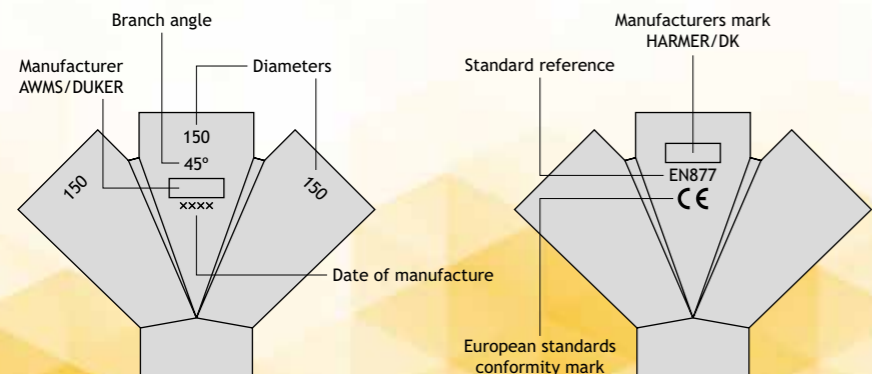 Branch angle
Manufacturer
AWMS/DUKER
Diameters
150
45º
150
150
××××
Date of manufacture
Manufacturers mark
HARMER/DK
Standard reference
EN877
CE
European standards
conformity mark